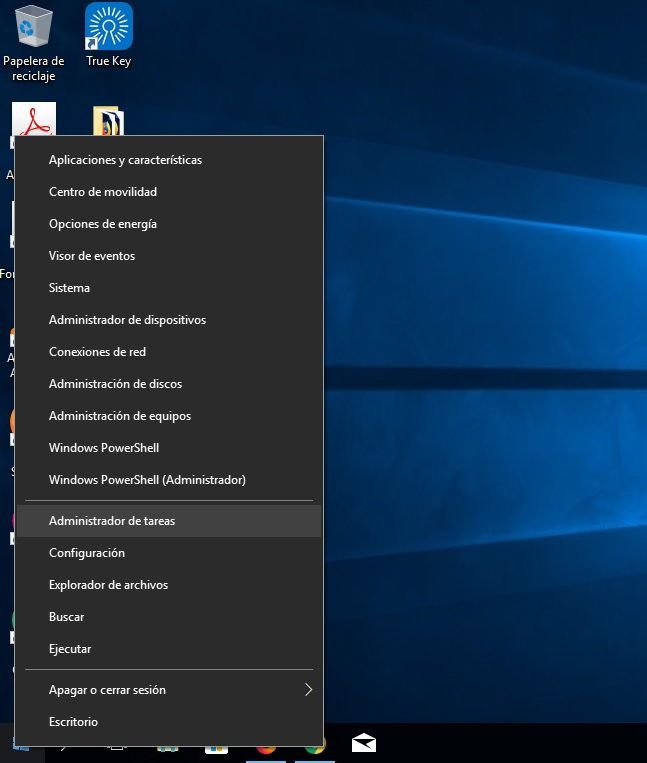 Papelera de
reciclaje
True Key
Aplicaciones y características
Centro de movilidad
Opciones de energía
Visor de eventos
Sistema
Administrador de dispositivos
Conexiones de red
Administración de discos
Administración de equipos
Windows PowerShell
Windows PowerShell (Administrador)
Administrador de tareas
Configuración
Explorador de archivos
Buscar
Ejecutar
Apagar o cerrar sesión
Escritorio